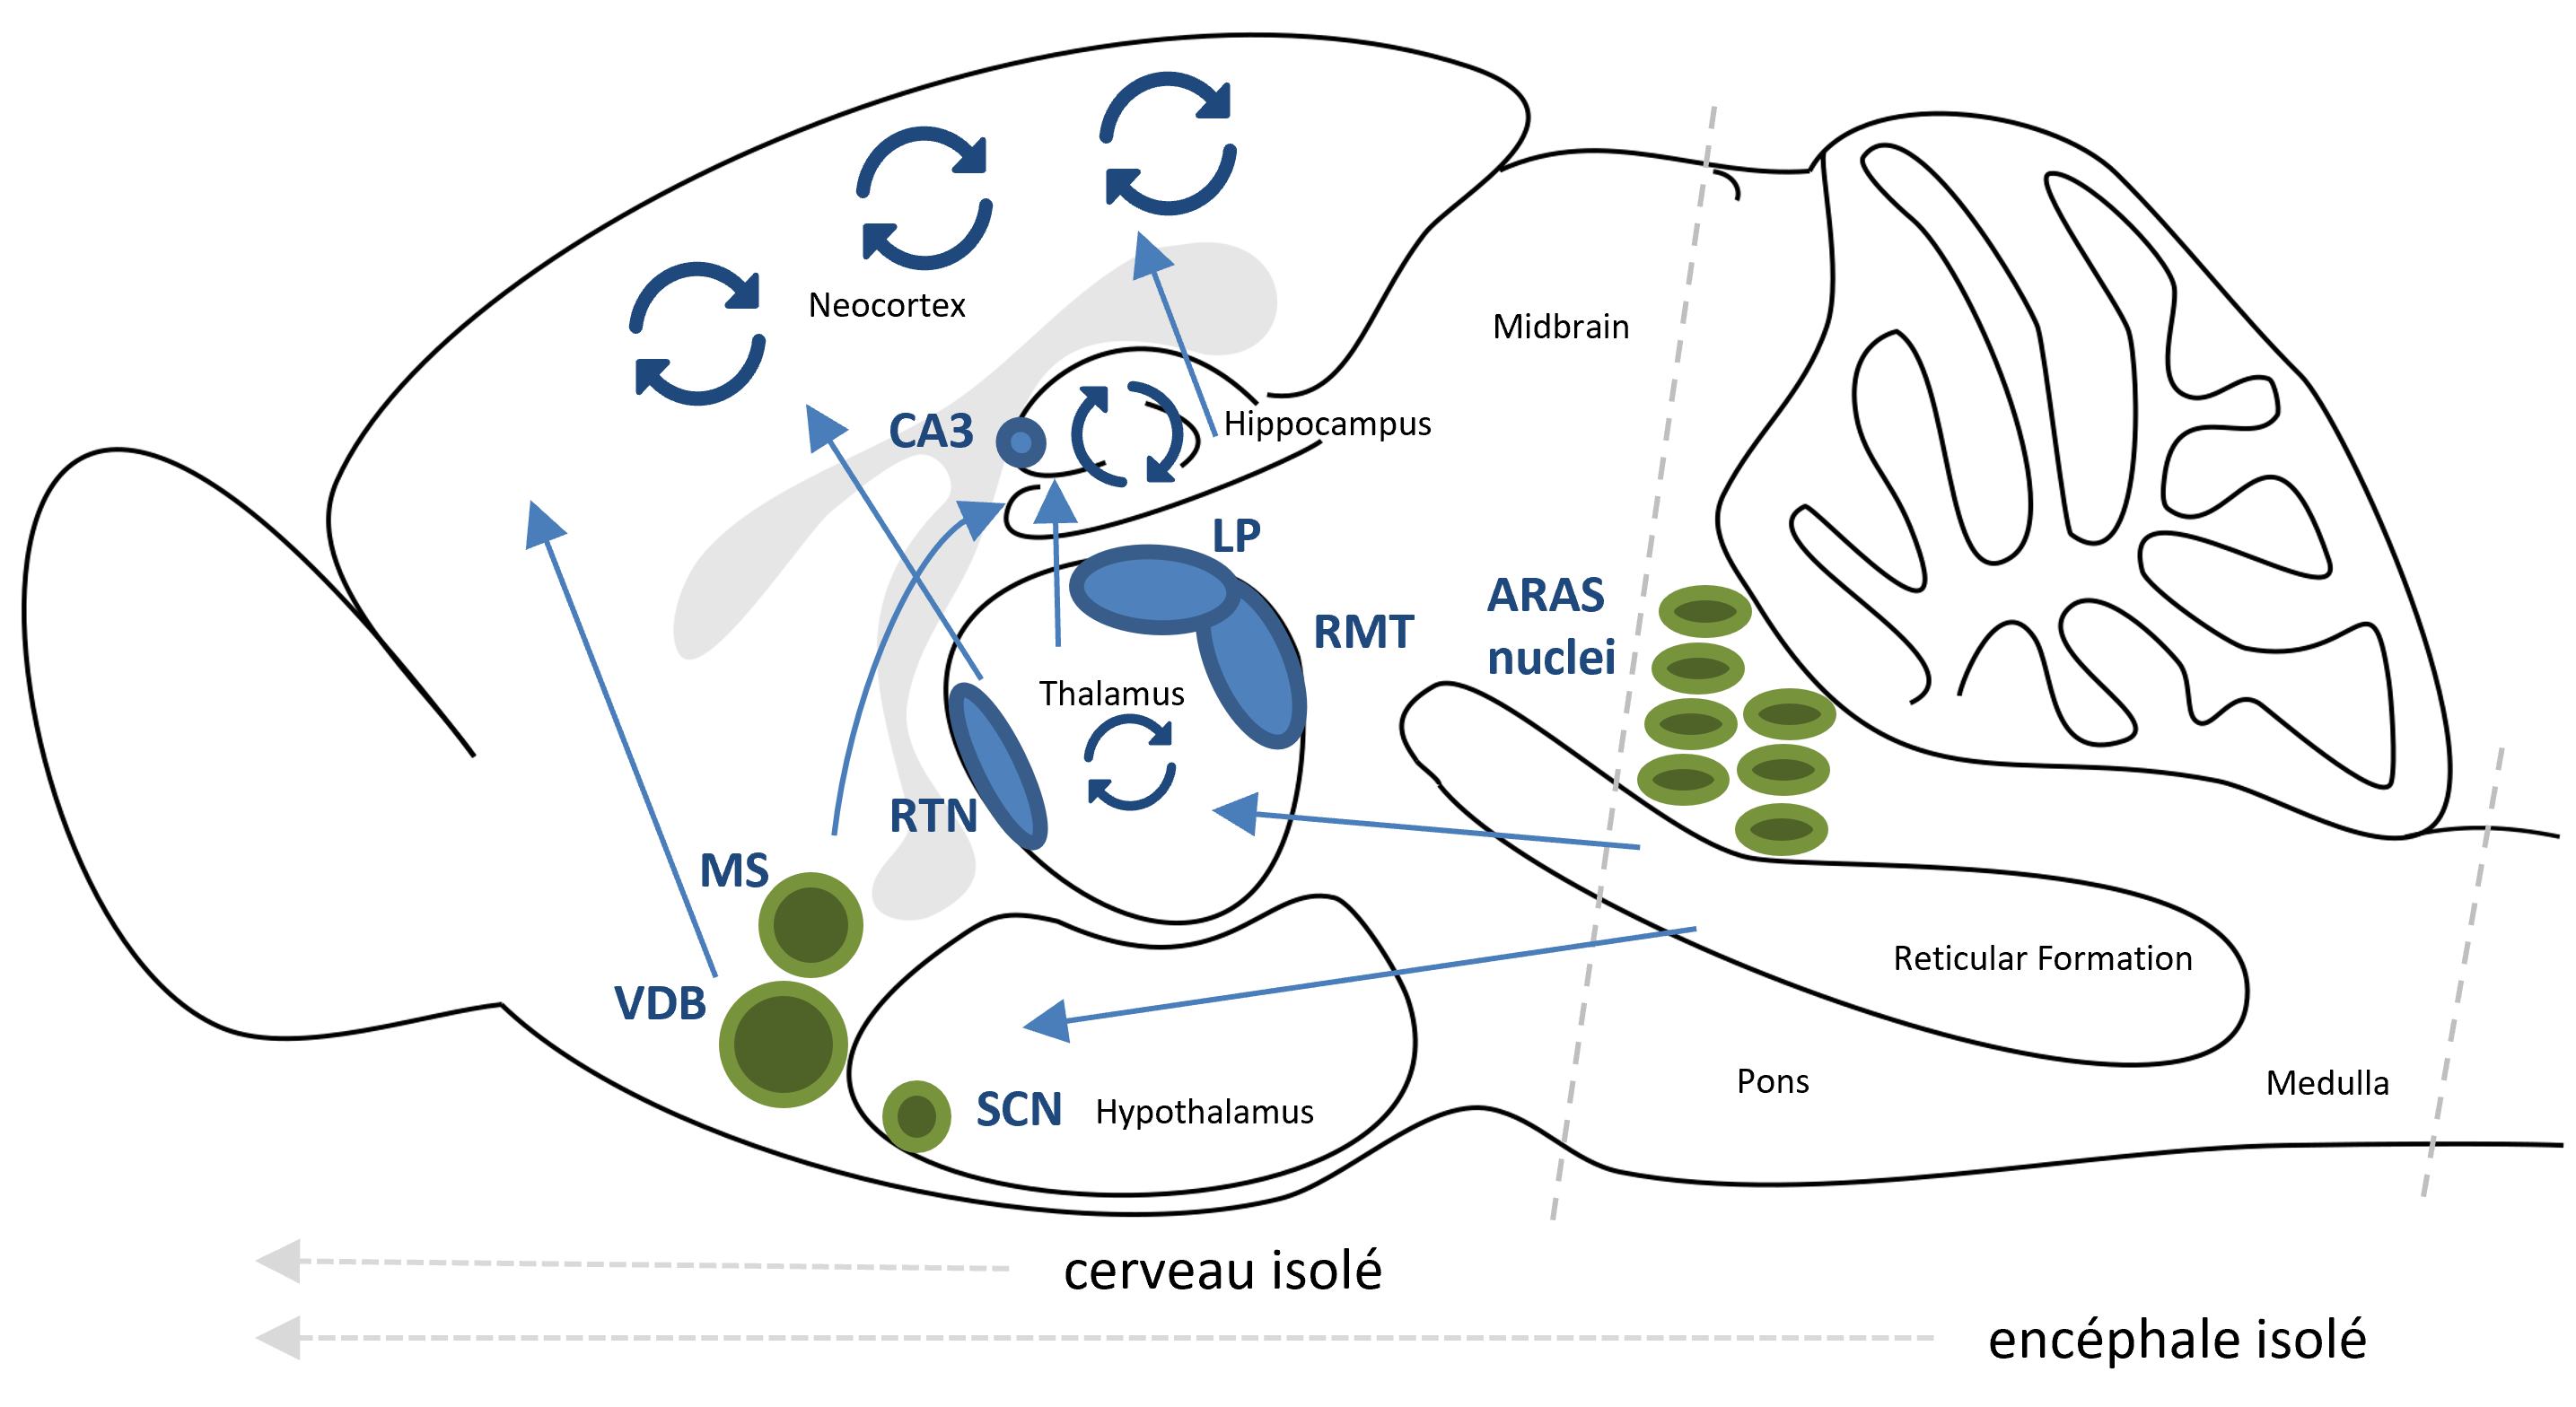 Neocortex
Midbrain
CA3
Hippocampus
LP
ARAS
nuclei
RMT
Thalamus
RTN
MS
VDB
Reticular Formation
SCN
Hypothalamus
Pons
Medulla
cerveau isolé
encéphale isolé